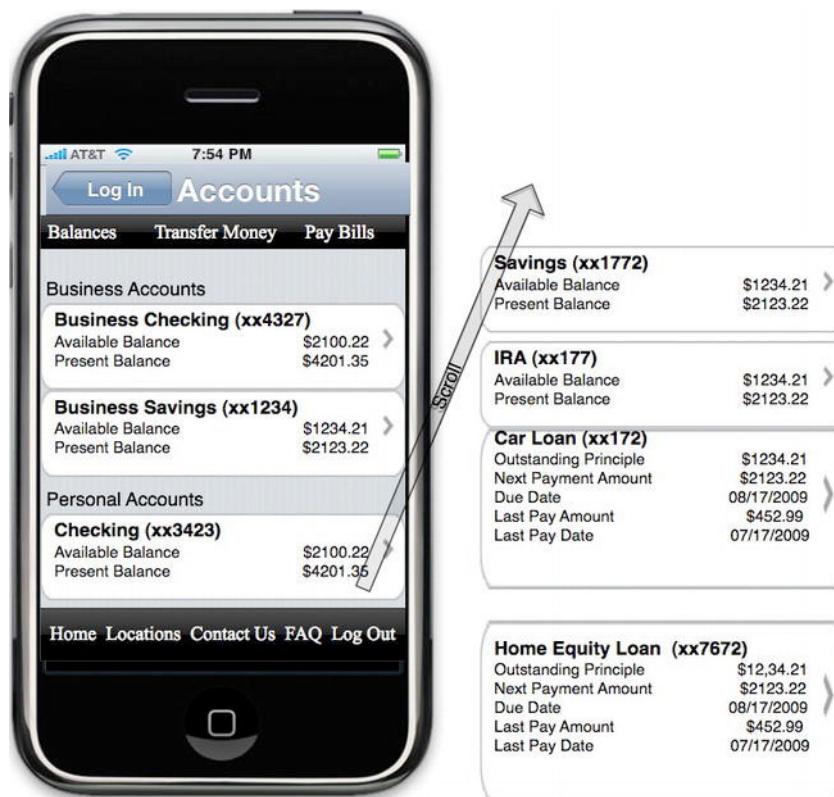 AT&T 7:54 PM
Log In Accounts
Balances Transfer Money Pay Bills
Business Accounts
Business Checking (xx4327)
Available Balance $2100.22
Present Balance $4201.35
Business Savings (xx1234)
Available Balance $1234.21
Present Balance $2123.22
Personal Accounts
Checking (xx3423)
Available Balance $2100.22
Present Balance $4201.35
Home Locations Contact Us FAQ Log Out
Scroll
Savings (xx1772)
Available Balance $1234.21
Present Balance $2123.22
IRA (xx177)
Available Balance $1234.21
Present Balance $2123.22
Car Loan (xx172)
Outstanding Principle $1234.21
Next Payment Amount $2123.22
Due Date 08/17/2009
Last Pay Amount $452.99
Last Pay Date 07/17/2009
Home Equity Loan (xx7672)
Outstanding Principle $12,34.21
Next Payment Amount $2123.22
Due Date 08/17/2009
Last Pay Amount $452.99
Last Pay Date 07/17/2009